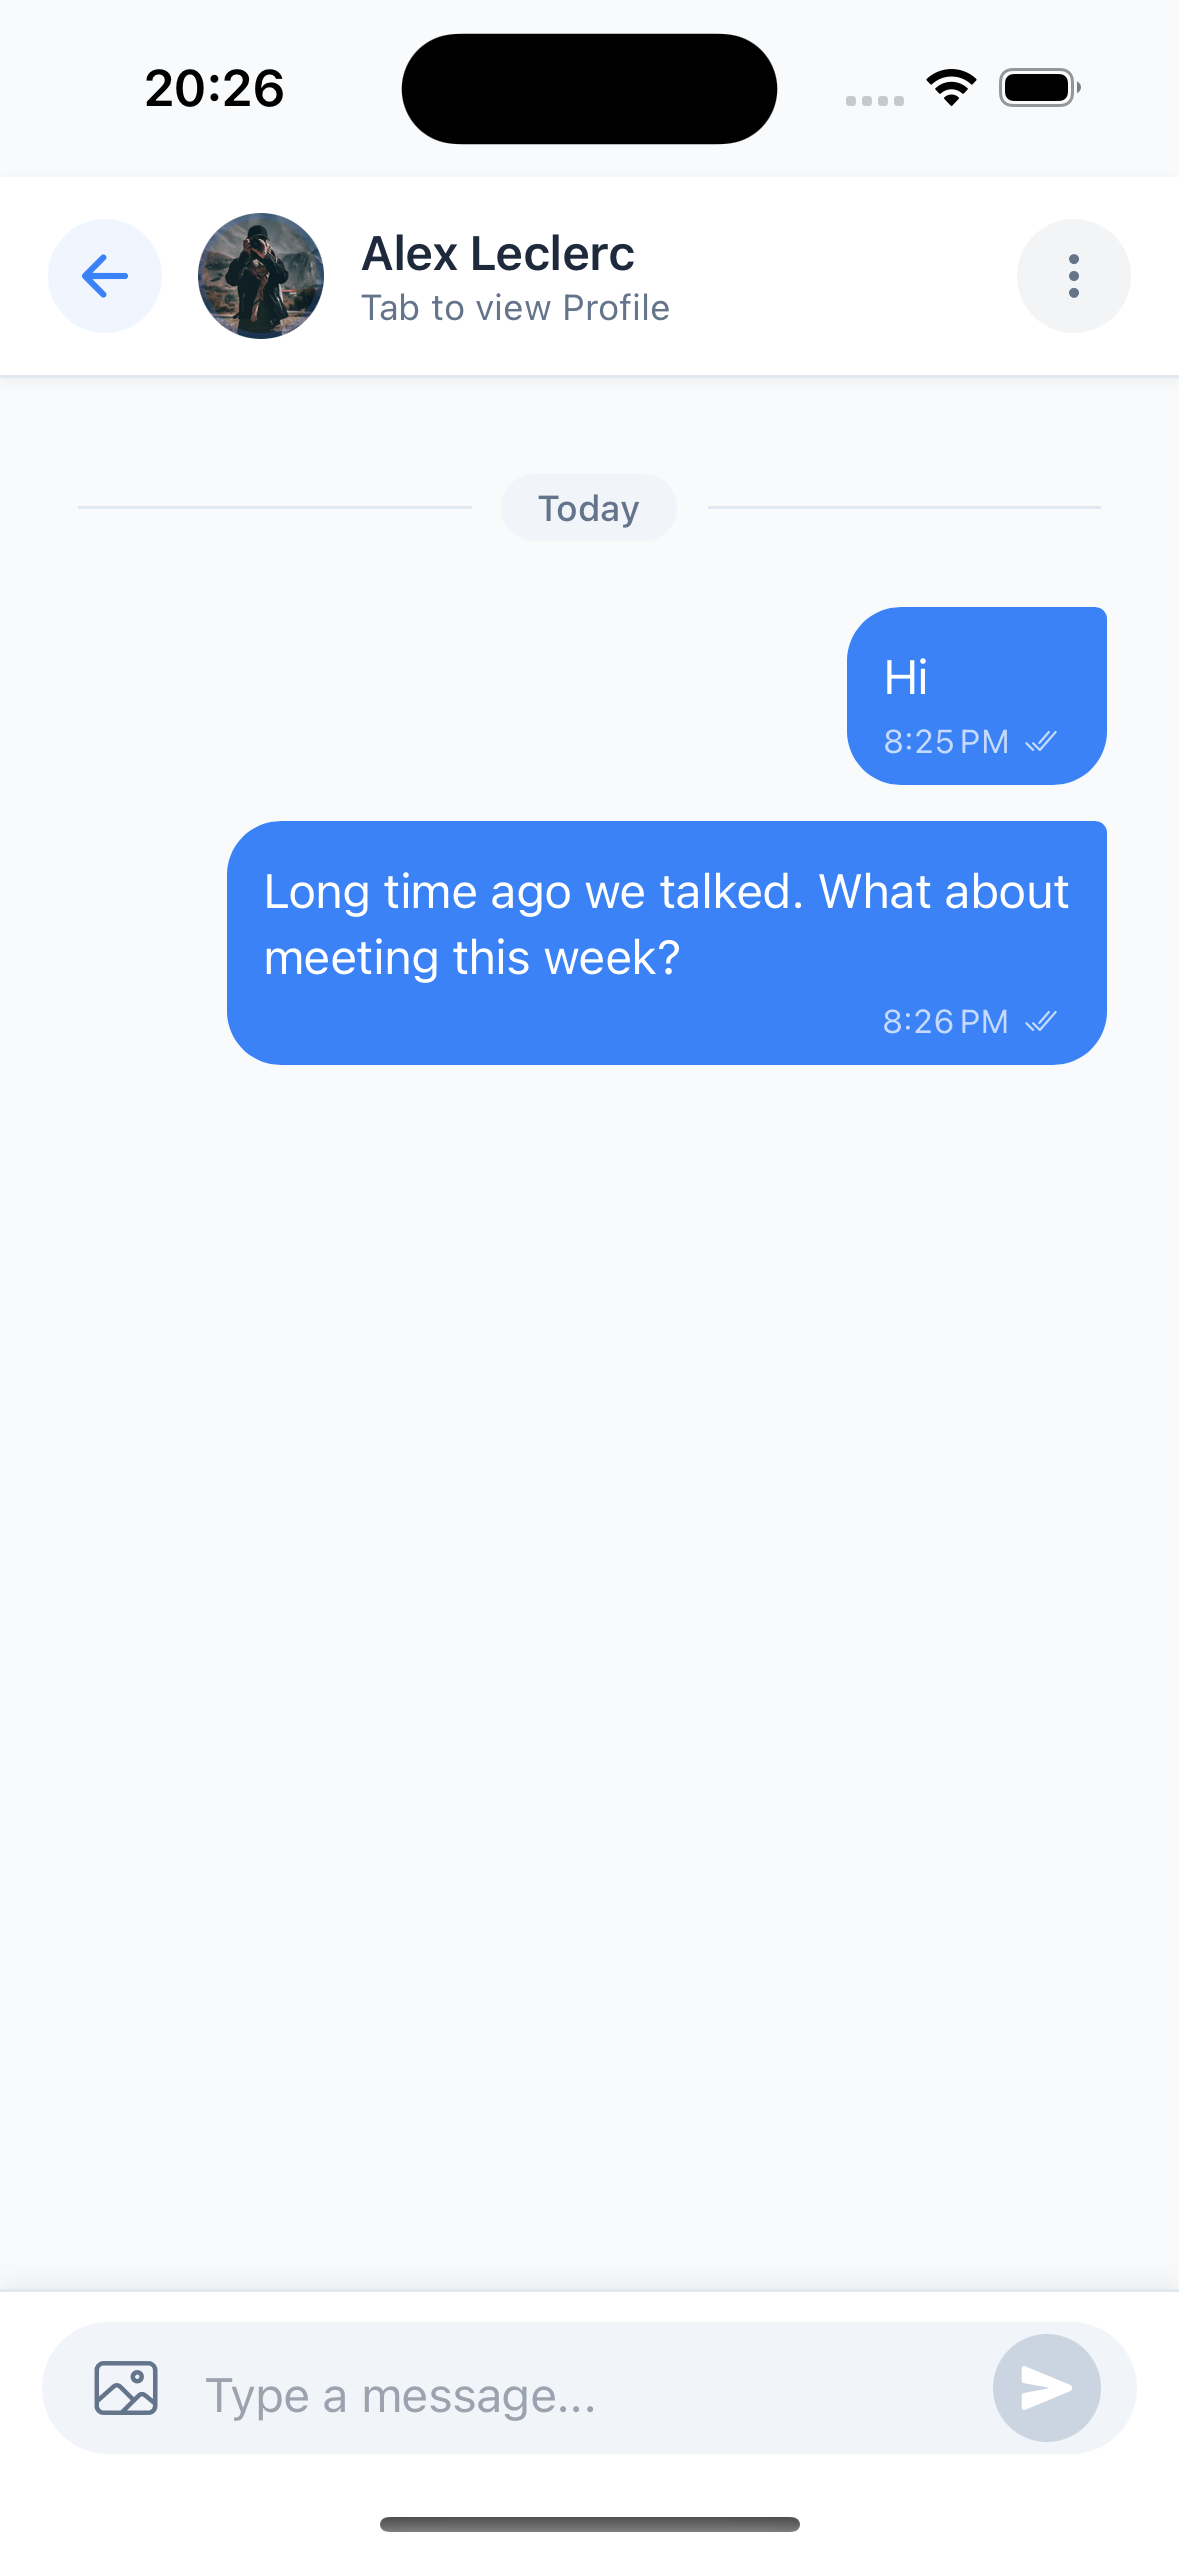 20:26
Alex Leclerc
Tab to view Profile
Today
Hi
8:25 PM
Long time ago we talked. What about
meeting this week?
8:26 PM
Type a message...